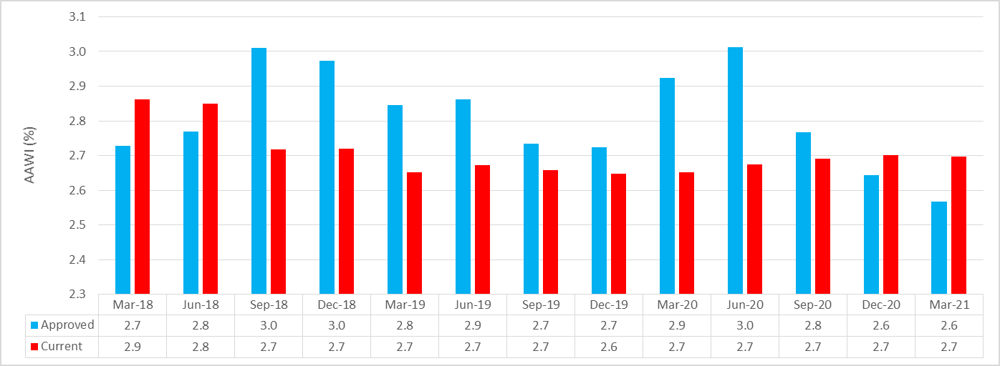 3.1
3.0
2.9
2.8
2.7
2.6
2.5
2.4
2.3
AAWI (%)
Mar-18 Jun-18 Sep-18 Dec-18 Mar-19 Jun-19 Sep-19 Dec-19 Mar-20 Jun-20 Sep-20 Dec-20 Mar-21
Approved 2.7 2.8 3.0 3.0 2.8 2.9 2.7 2.7 2.9 3.0 2.8 2.6 2.6
Current 2.9 2.8 2.7 2.7 2.7 2.7 2.7 2.6 2.7 2.7 2.7 2.7 2.7